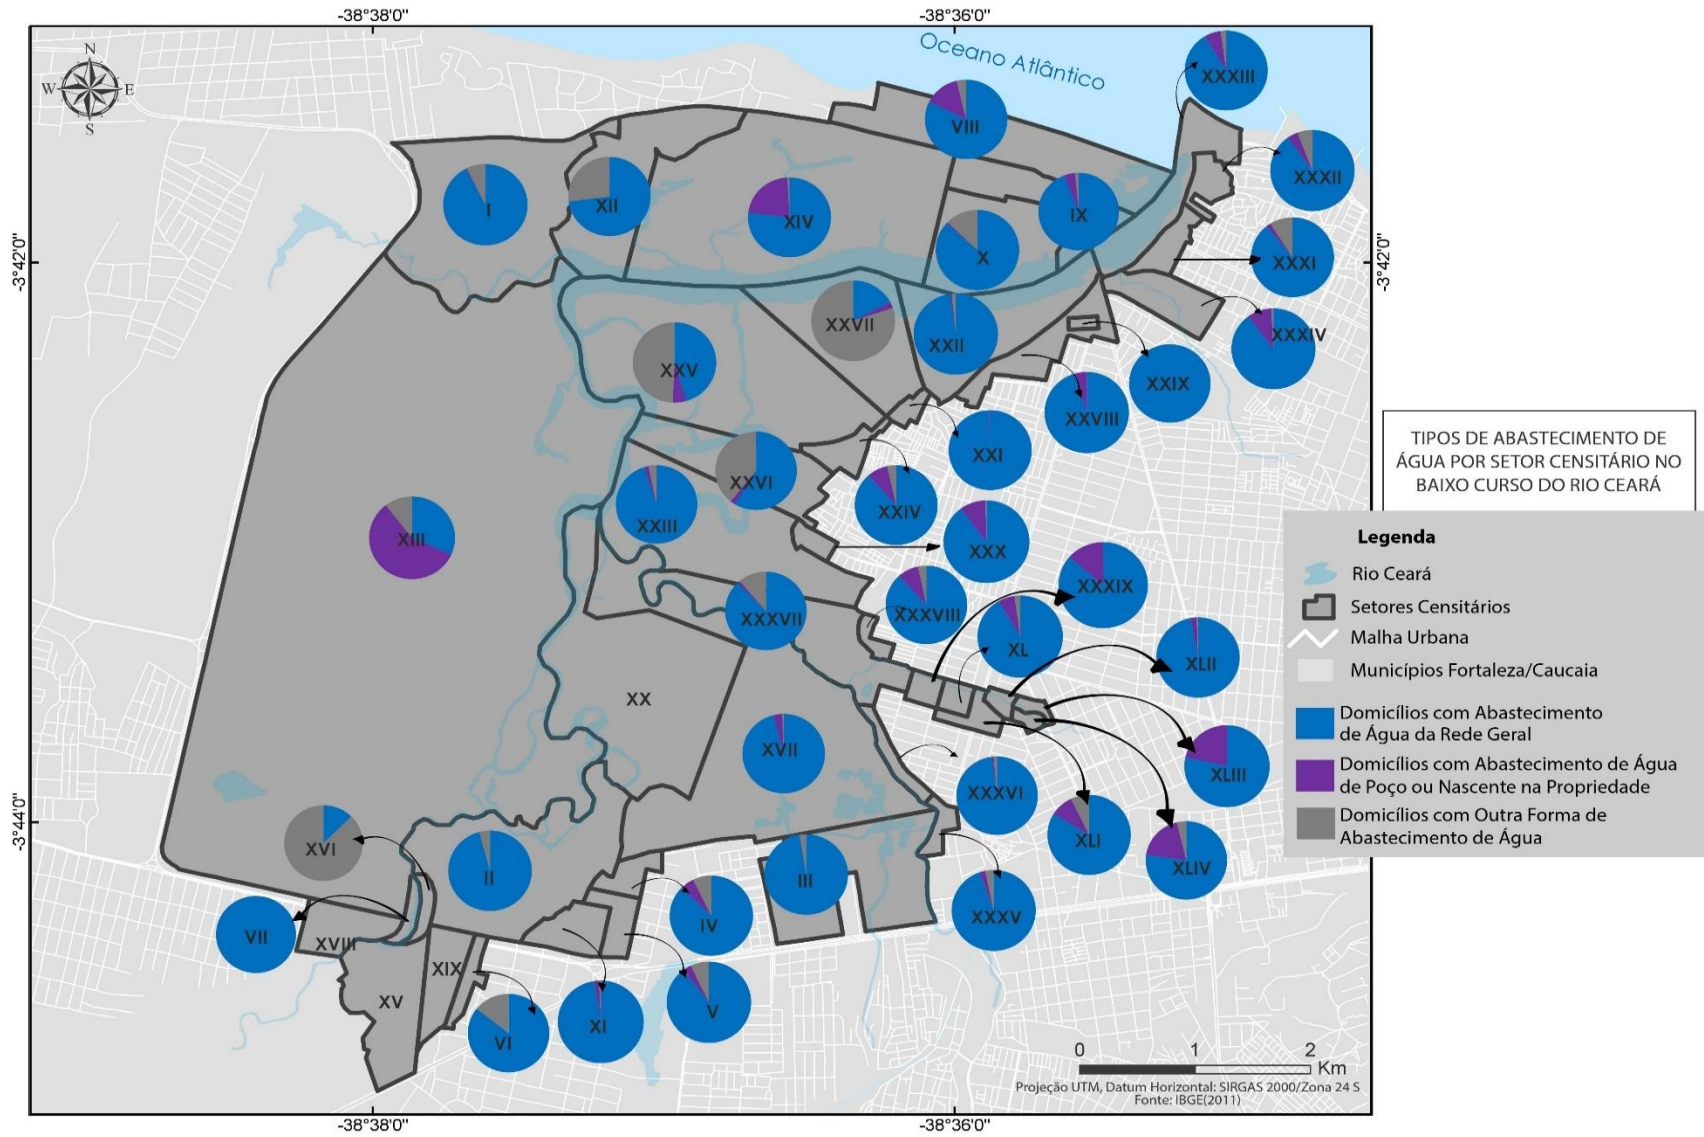 -38°38'0"
-38°36'0"
Oceano Atlântico
N
W
E
S
XXXIII
VIII
XXXII
I
XII
XIV
IX
X
XXXI
-3°42'0"
-3°42'0"
XXVII
XXII
XXXIV
XXV
XXIX
XXVIII
XXI
XXVI
XXIII
XXIV
XIII
XXX
XXXVII
XXXVIII
XXXIX
XL
XLII
XX
XVII
XXXVI
XLIII
XLI
XLIV
-3°44'0"
XVI
II
III
IV
XXXV
VII
XVIII
XIX
XV
VI
XI
V
TIPOS DE ABASTECIMENTO DE
ÁGUA POR SETOR CENSITÁRIO NO
BAIXO CURSO DO RIO CEARÁ
Legenda
Rio Ceará
Setores Censitários
Malha Urbana
Municípios Fortaleza/Caucaia
Domicílios com Abastecimento
de Água da Rede Geral
Domicílios com Abastecimento de Água
de Poço ou Nascente na Propriedade
Domicílios com Outra Forma de
Abastecimento de Água
0 1 2
Km
Projeção UTM, Datum Horizontal: SIRGAS 2000/Zona 24 S
Fonte: IBGE(2011)
-38°38'0"
-38°36'0"